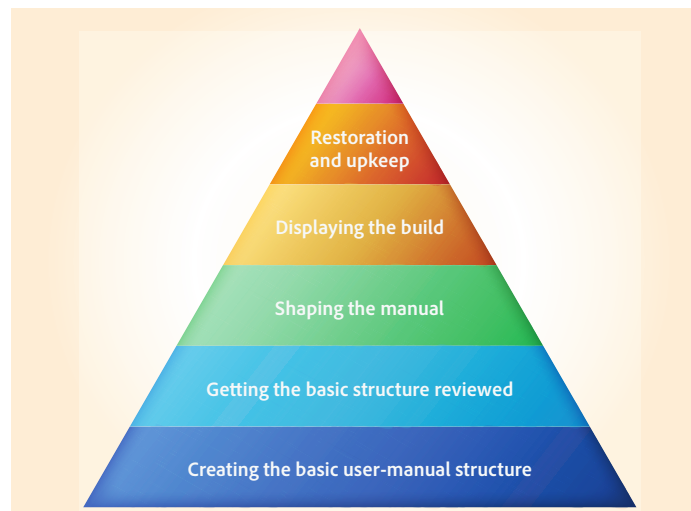 Restoration
and upkeep
Displaying the build
Shaping the manual
Getting the basic structure reviewed
Creating the basic user-manual structure